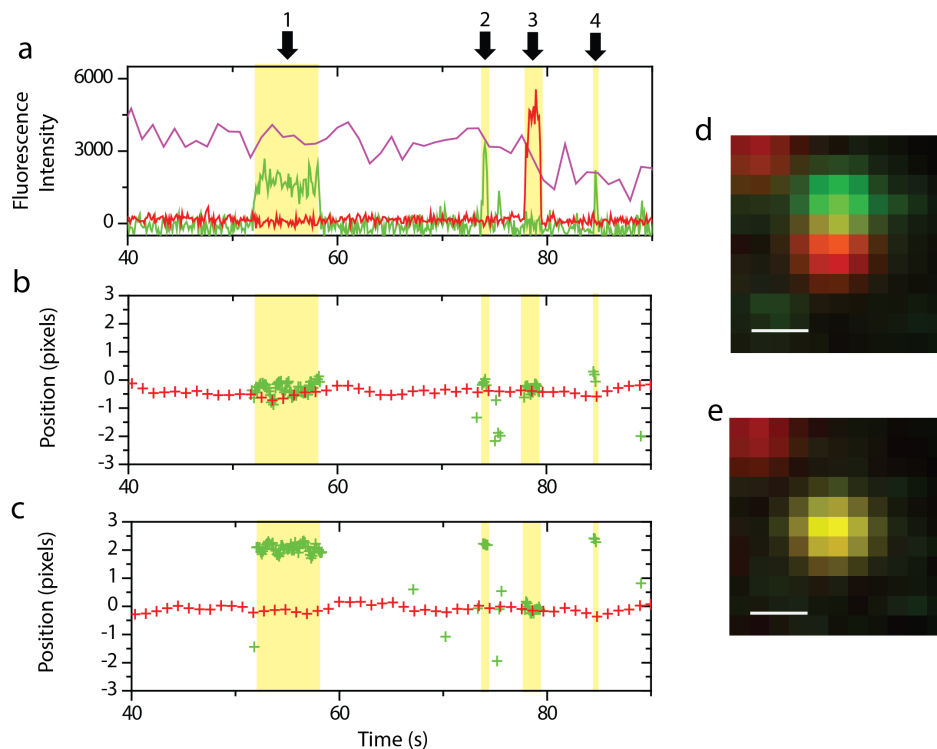 1 2 3 4
a
6000
3000
0
Fluorescence
Intensity
40 60 80
b
3
2
1
0
-1
-2
-3
Position (pixels)
40 60 80
c
3
2
1
0
-1
-2
-3
Position (pixels)
40 60 80
Time (s)
d
e